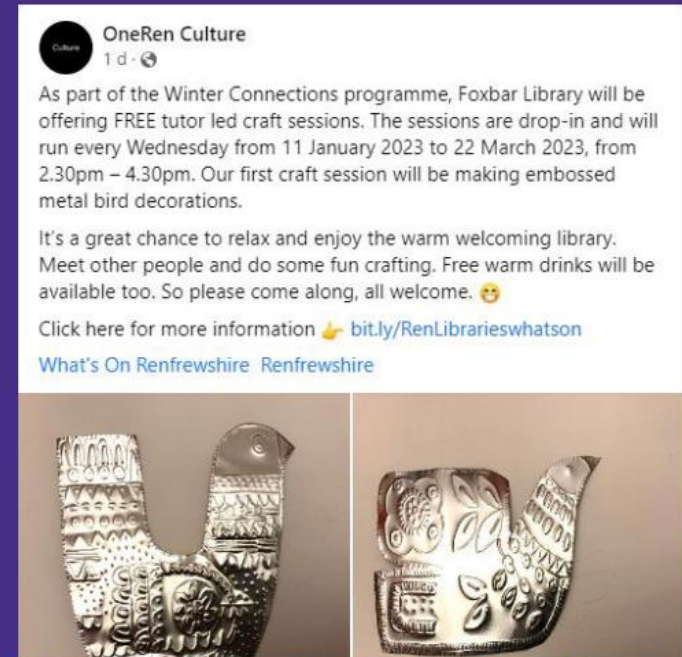 Culture
OneRen Culture
1 d ·
As part of the Winter Connections programme, Foxbar Library will be
offering FREE tutor led craft sessions. The sessions are drop-in and will
run every Wednesday from 11 January 2023 to 22 March 2023, from
2.30pm – 4.30pm. Our first craft session will be making embossed
metal bird decorations.
It's a great chance to relax and enjoy the warm welcoming library.
Meet other people and do some fun crafting. Free warm drinks will be
available too. So please come along, all welcome. 😁
Click here for more information 👉 bit.ly/RenLibrarieswhatson
What's On Renfrewshire Renfrewshire